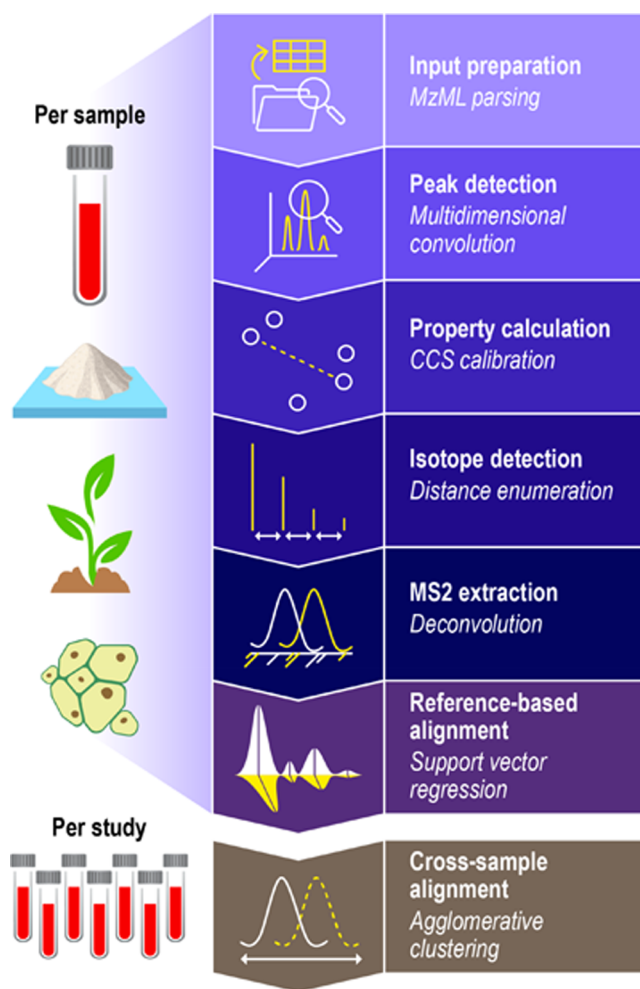 Per sample
Input preparation
MzML parsing
Peak detection
Multidimensional
convolution
Property calculation
CCS calibration
Isotope detection
Distance enumeration
MS2 extraction
Deconvolution
Reference-based
alignment
Support vector
regression
Per study
Cross-sample
alignment
Agglomerative
clustering